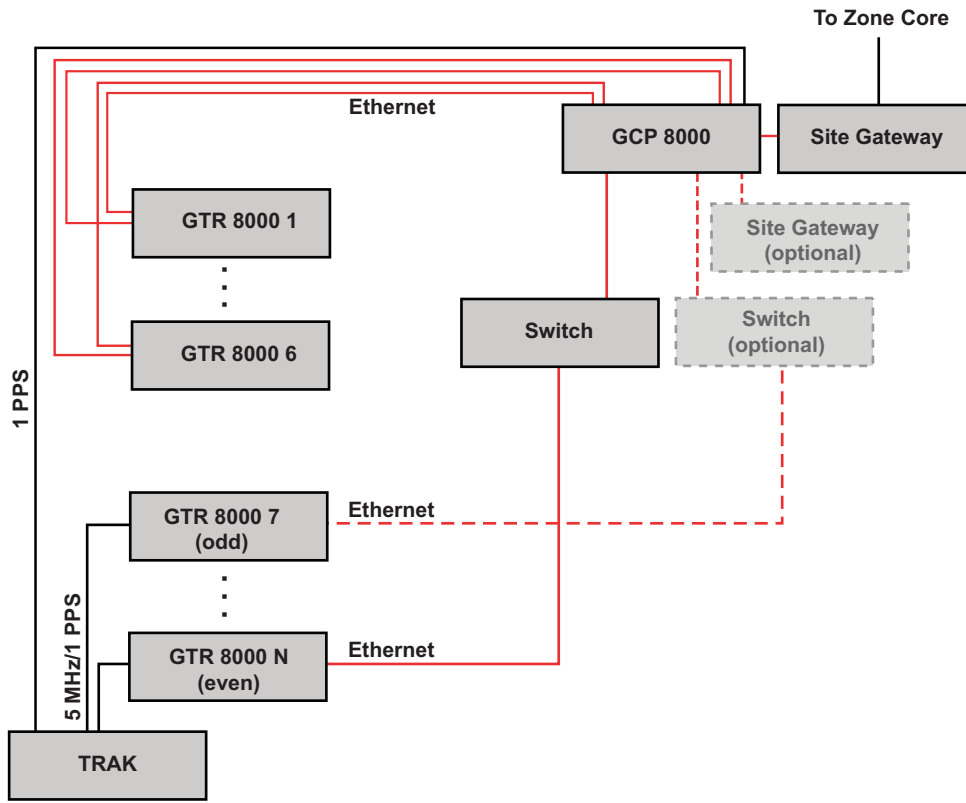 To Zone Core
Ethernet
GCP 8000
Site Gateway
GTR 8000 1
Site Gateway
(optional)
Switch
Switch
(optional)
GTR 8000 6
1 PPS
GTR 8000 7
(odd)
Ethernet
5 MHz/1 PPS
GTR 8000 N
(even)
Ethernet
TRAK